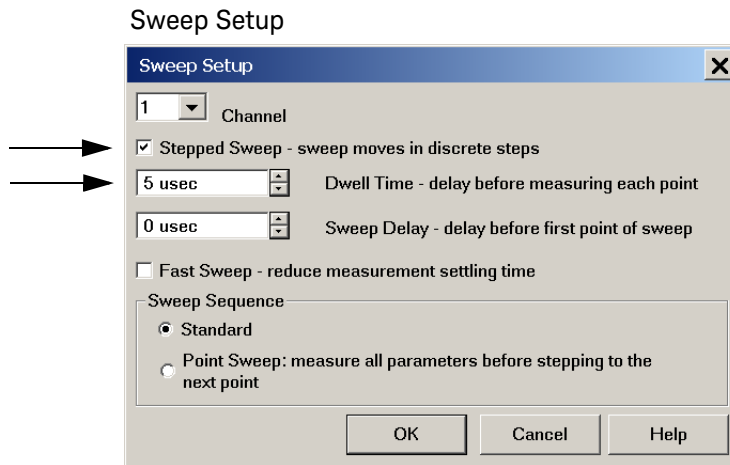 Sweep Setup
Sweep Setup
1 Channel
Stepped Sweep - sweep moves in discrete steps
5 usec Dwell Time - delay before measuring each point
0 usec Sweep Delay - delay before first point of sweep
Fast Sweep - reduce measurement settling time
Sweep Sequence
Standard
Point Sweep: measure all parameters before stepping to the
next point
OK Cancel Help